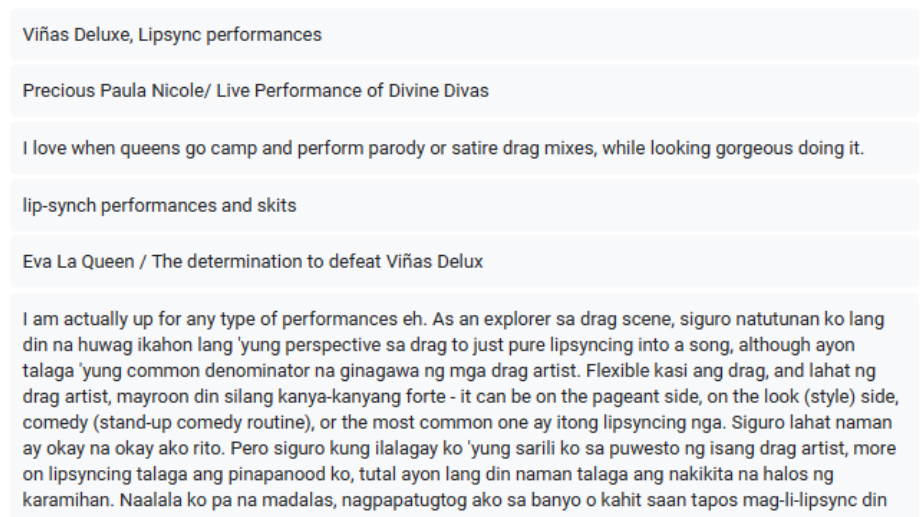 Viñas Deluxe, Lipsync performances
Precious Paula Nicole/ Live Performance of Divine Divas
I love when queens go camp and perform parody or satire drag mixes, while looking gorgeous doing it.
lip-synch performances and skits
Eva La Queen / The determination to defeat Viñas Delux
I am actually up for any type of performances eh. As an explorer sa drag scene, siguro natutunan ko lang
din na huwag ikahon lang 'yung perspective sa drag to just pure lipsyncing into a song, although ayon
talaga 'yung common denominator na ginagawa ng mga drag artist. Flexible kasi ang drag, and lahat ng
drag artist, mayroon din silang kanya-kanyang forte - it can be on the pageant side, on the look (style) side,
comedy (stand-up comedy routine), or the most common one ay itong lipsyncing nga. Siguro lahat naman
ay okay na okay ako rito. Pero siguro kung ilalagay ko 'yung sarili ko sa puwesto ng isang drag artist, more
on lipsyncing talaga ang pinapanood ko, tutal ayon lang din naman talaga ang nakikita na halos ng
karamihan. Naalala ko pa na madalas, nagpapatugtog ako sa banyo o kahit saan tapos mag-li-lipsync din